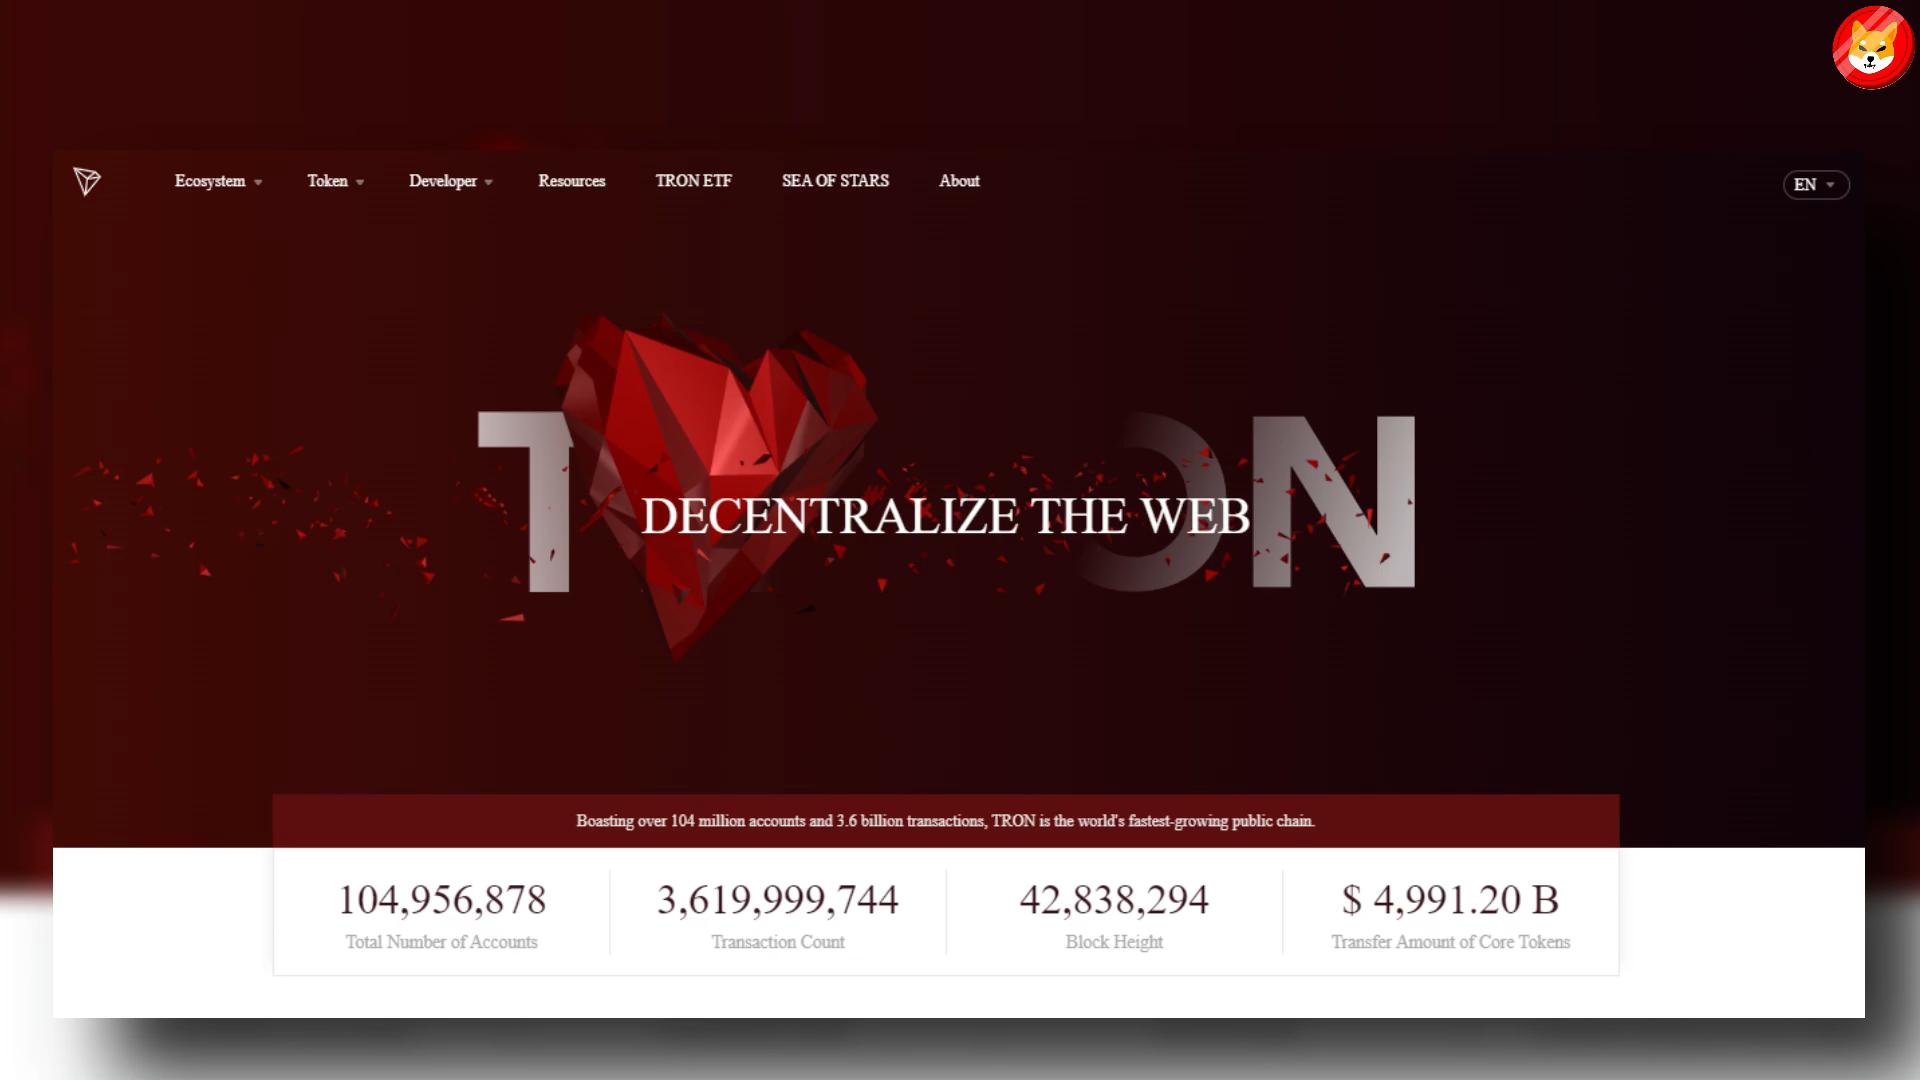 Ecosystem Token Developer Resources TRON ETF SEA OF STARS About EN
TRON
DECENTRALIZE THE WEB
Boasting over 104 million accounts and 3.6 billion transactions, TRON is the world's fastest-growing public chain.
104,956,878 3,619,999,744 42,838,294 $ 4,991.20 B
Total Number of Accounts Transaction Count Block Height Transfer Amount of Core Tokens